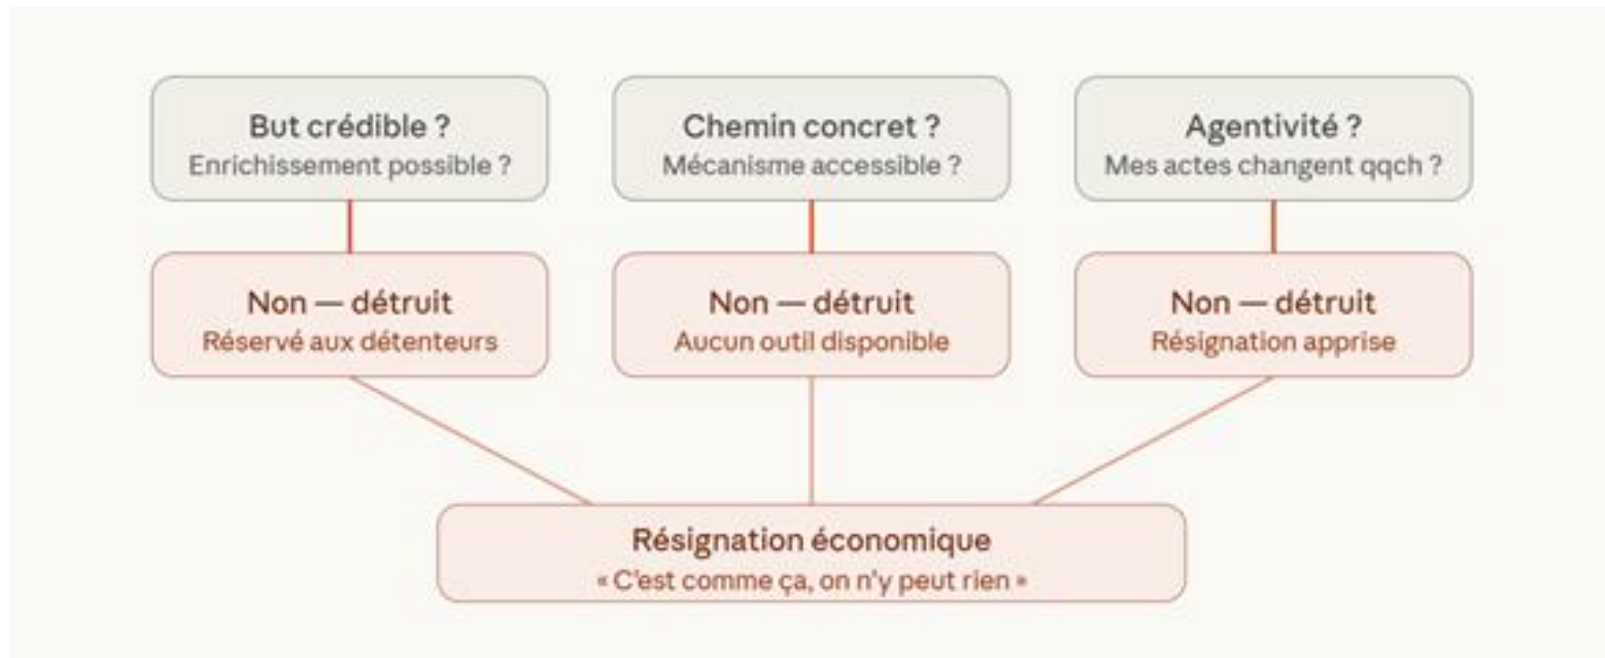 But crédible ?
Enrichissement possible ?
Chemin concret ?
Mécanisme accessible ?
Agentivité ?
Mes actes changent qqch ?
Non — détruit
Réservé aux détenteurs
Non — détruit
Aucun outil disponible
Non — détruit
Résignation apprise
Résignation économique
« C'est comme ça, on n'y peut rien »